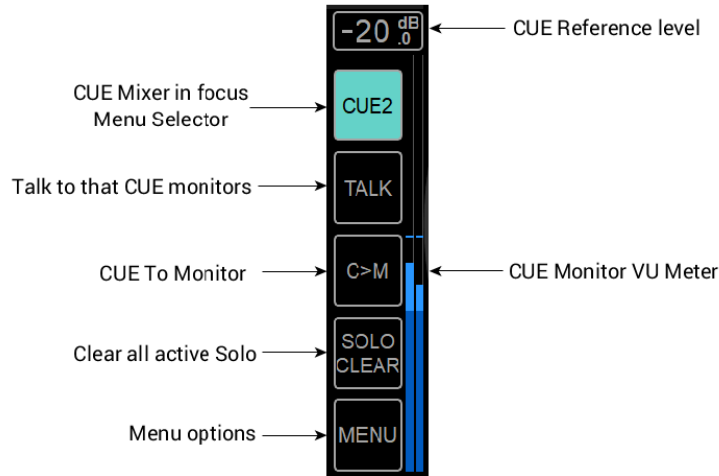 -20 dB .0
CUE Reference level
CUE Mixer in focus
Menu Selector
CUE2
Talk to that CUE monitors
TALK
CUE To Monitor
C>M
CUE Monitor VU Meter
Clear all active Solo
SOLO
CLEAR
Menu options
MENU